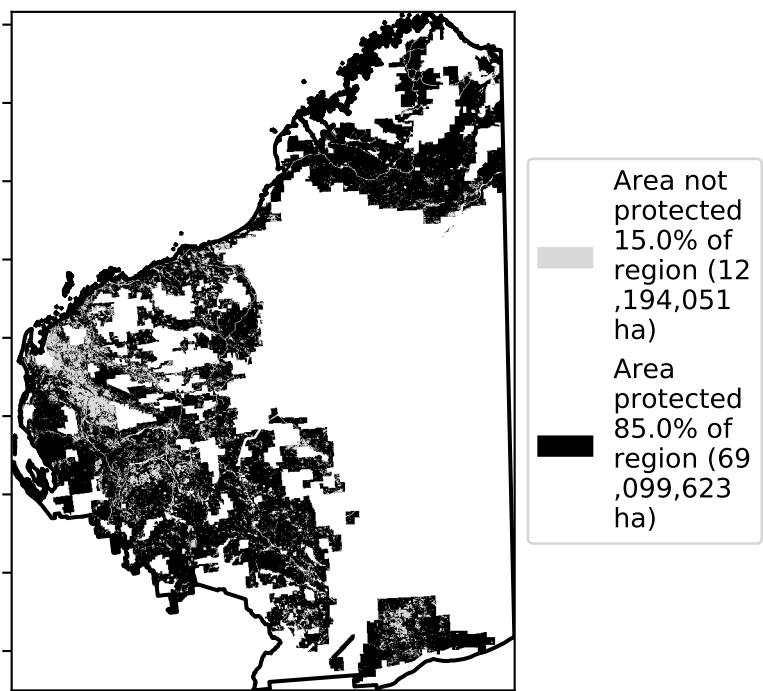 Area not
protected
15.0% of
region (12
,194,051
ha)
Area
protected
85.0% of
region (69
,099,623
ha)